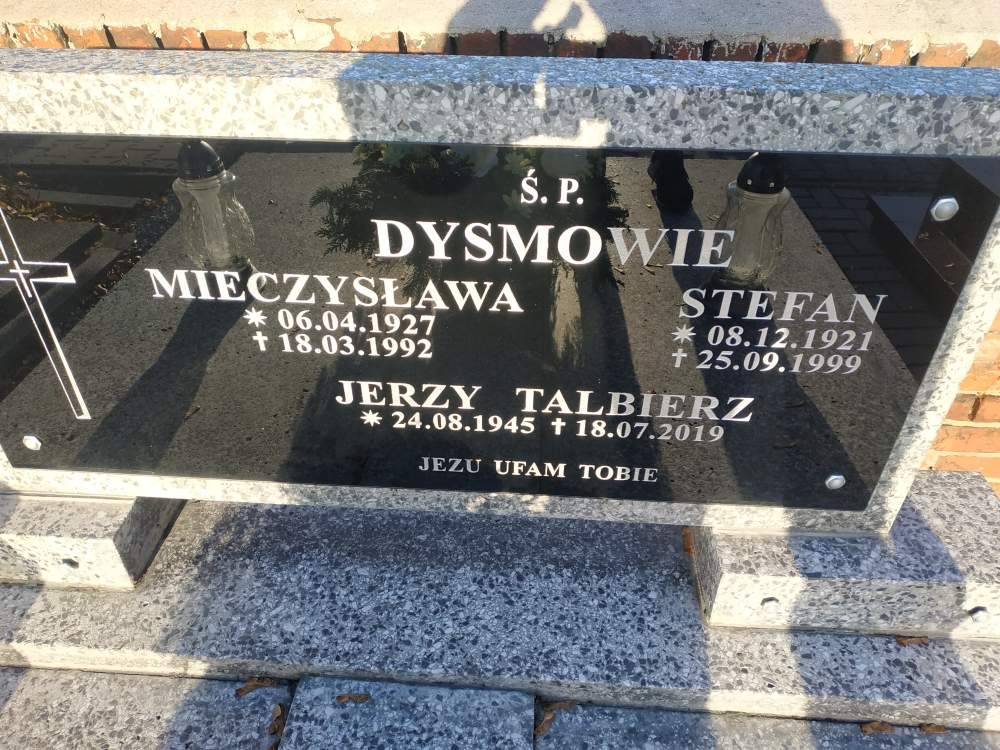 Ś. P.
DYSMOWIE
MIECZYSŁAWA
✴ 06.04.1927
✝ 18.03.1992
STEFAN
✴ 08.12.1921
✝ 25.09.1999
JERZY TALBIERZ
✴ 24.08.1945 ✝ 18.07.2019
JEZU UFAM TOBIE